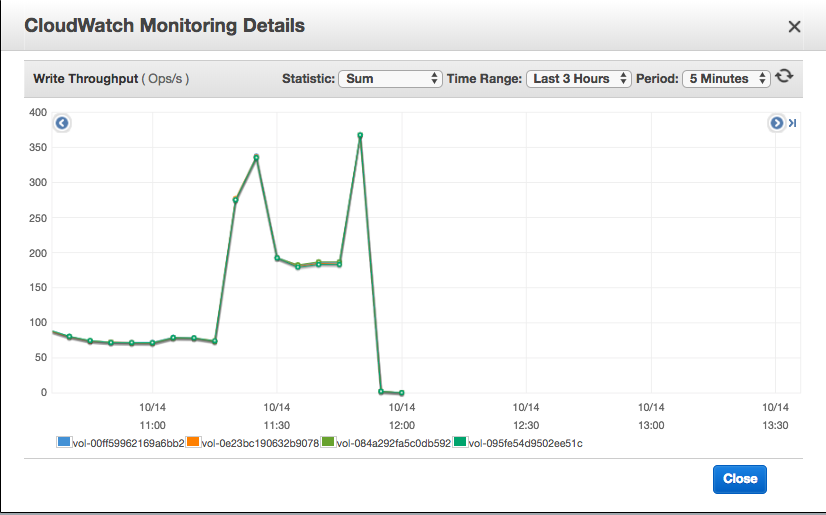 CloudWatch Monitoring Details
Write Throughput ( Ops/s ) Statistic: Sum Time Range: Last 3 Hours Period: 5 Minutes
400
350
300
250
200
150
100
50
0
10/14 10/14 10/14 10/14 10/14 10/14
11:00 11:30 12:00 12:30 13:00 13:30
vol-00ff59962169a6bb2 vol-0e23bc190632b9078 vol-084a292fa5c0db592 vol-095fe54d9502ee51c
Close